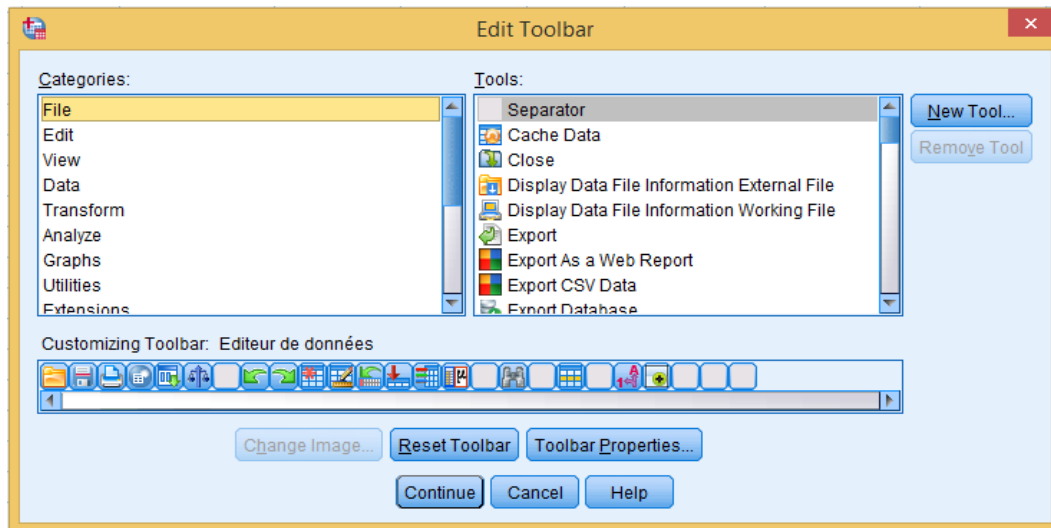 Edit Toolbar
Categories:
File
Edit
View
Data
Transform
Analyze
Graphs
Utilities
Extensions
Tools:
Separator
Cache Data
Close
Display Data File Information External File
Display Data File Information Working File
Export
Export As a Web Report
Export CSV Data
Export Database
New Tool...
Remove Tool
Customizing Toolbar: Editeur de données
Change Image...
Reset Toolbar
Toolbar Properties...
Continue
Cancel
Help